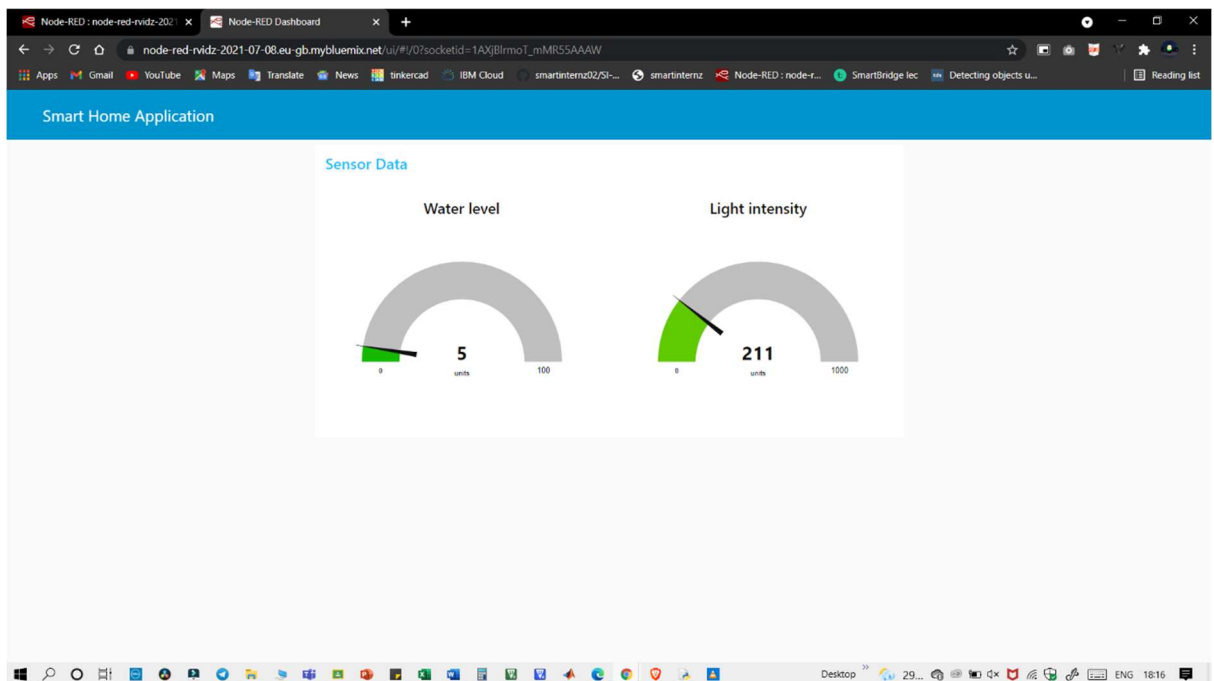 Node-RED : node-red-rvidz-2021
Node-RED Dashboard
node-red-rvidz-2021-07-08.eu-gb.mybluemix.net/ui/#!/0?socketid=1AXjBlrmoT_mMR55AAAW
Apps Gmail YouTube Maps Translate News tinkercad IBM Cloud smartinternz02/SI-... smartinternz Node-RED : node-r... SmartBridge lec Detecting objects u... Reading list
Smart Home Application
Sensor Data
Water level
5
units
0
100
Light intensity
211
units
0
1000
Desktop 29... ENG 18:16